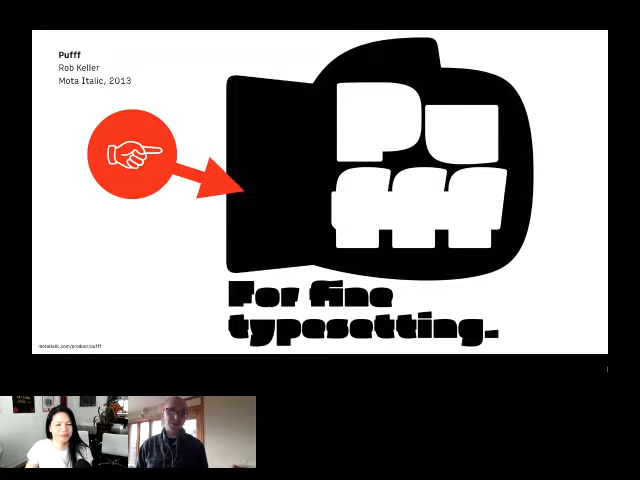 Pufff
Rob Keller
Mota Italic, 2013
Pu
fff
For fine
typesetting.
motaitalic.com/product/pufff